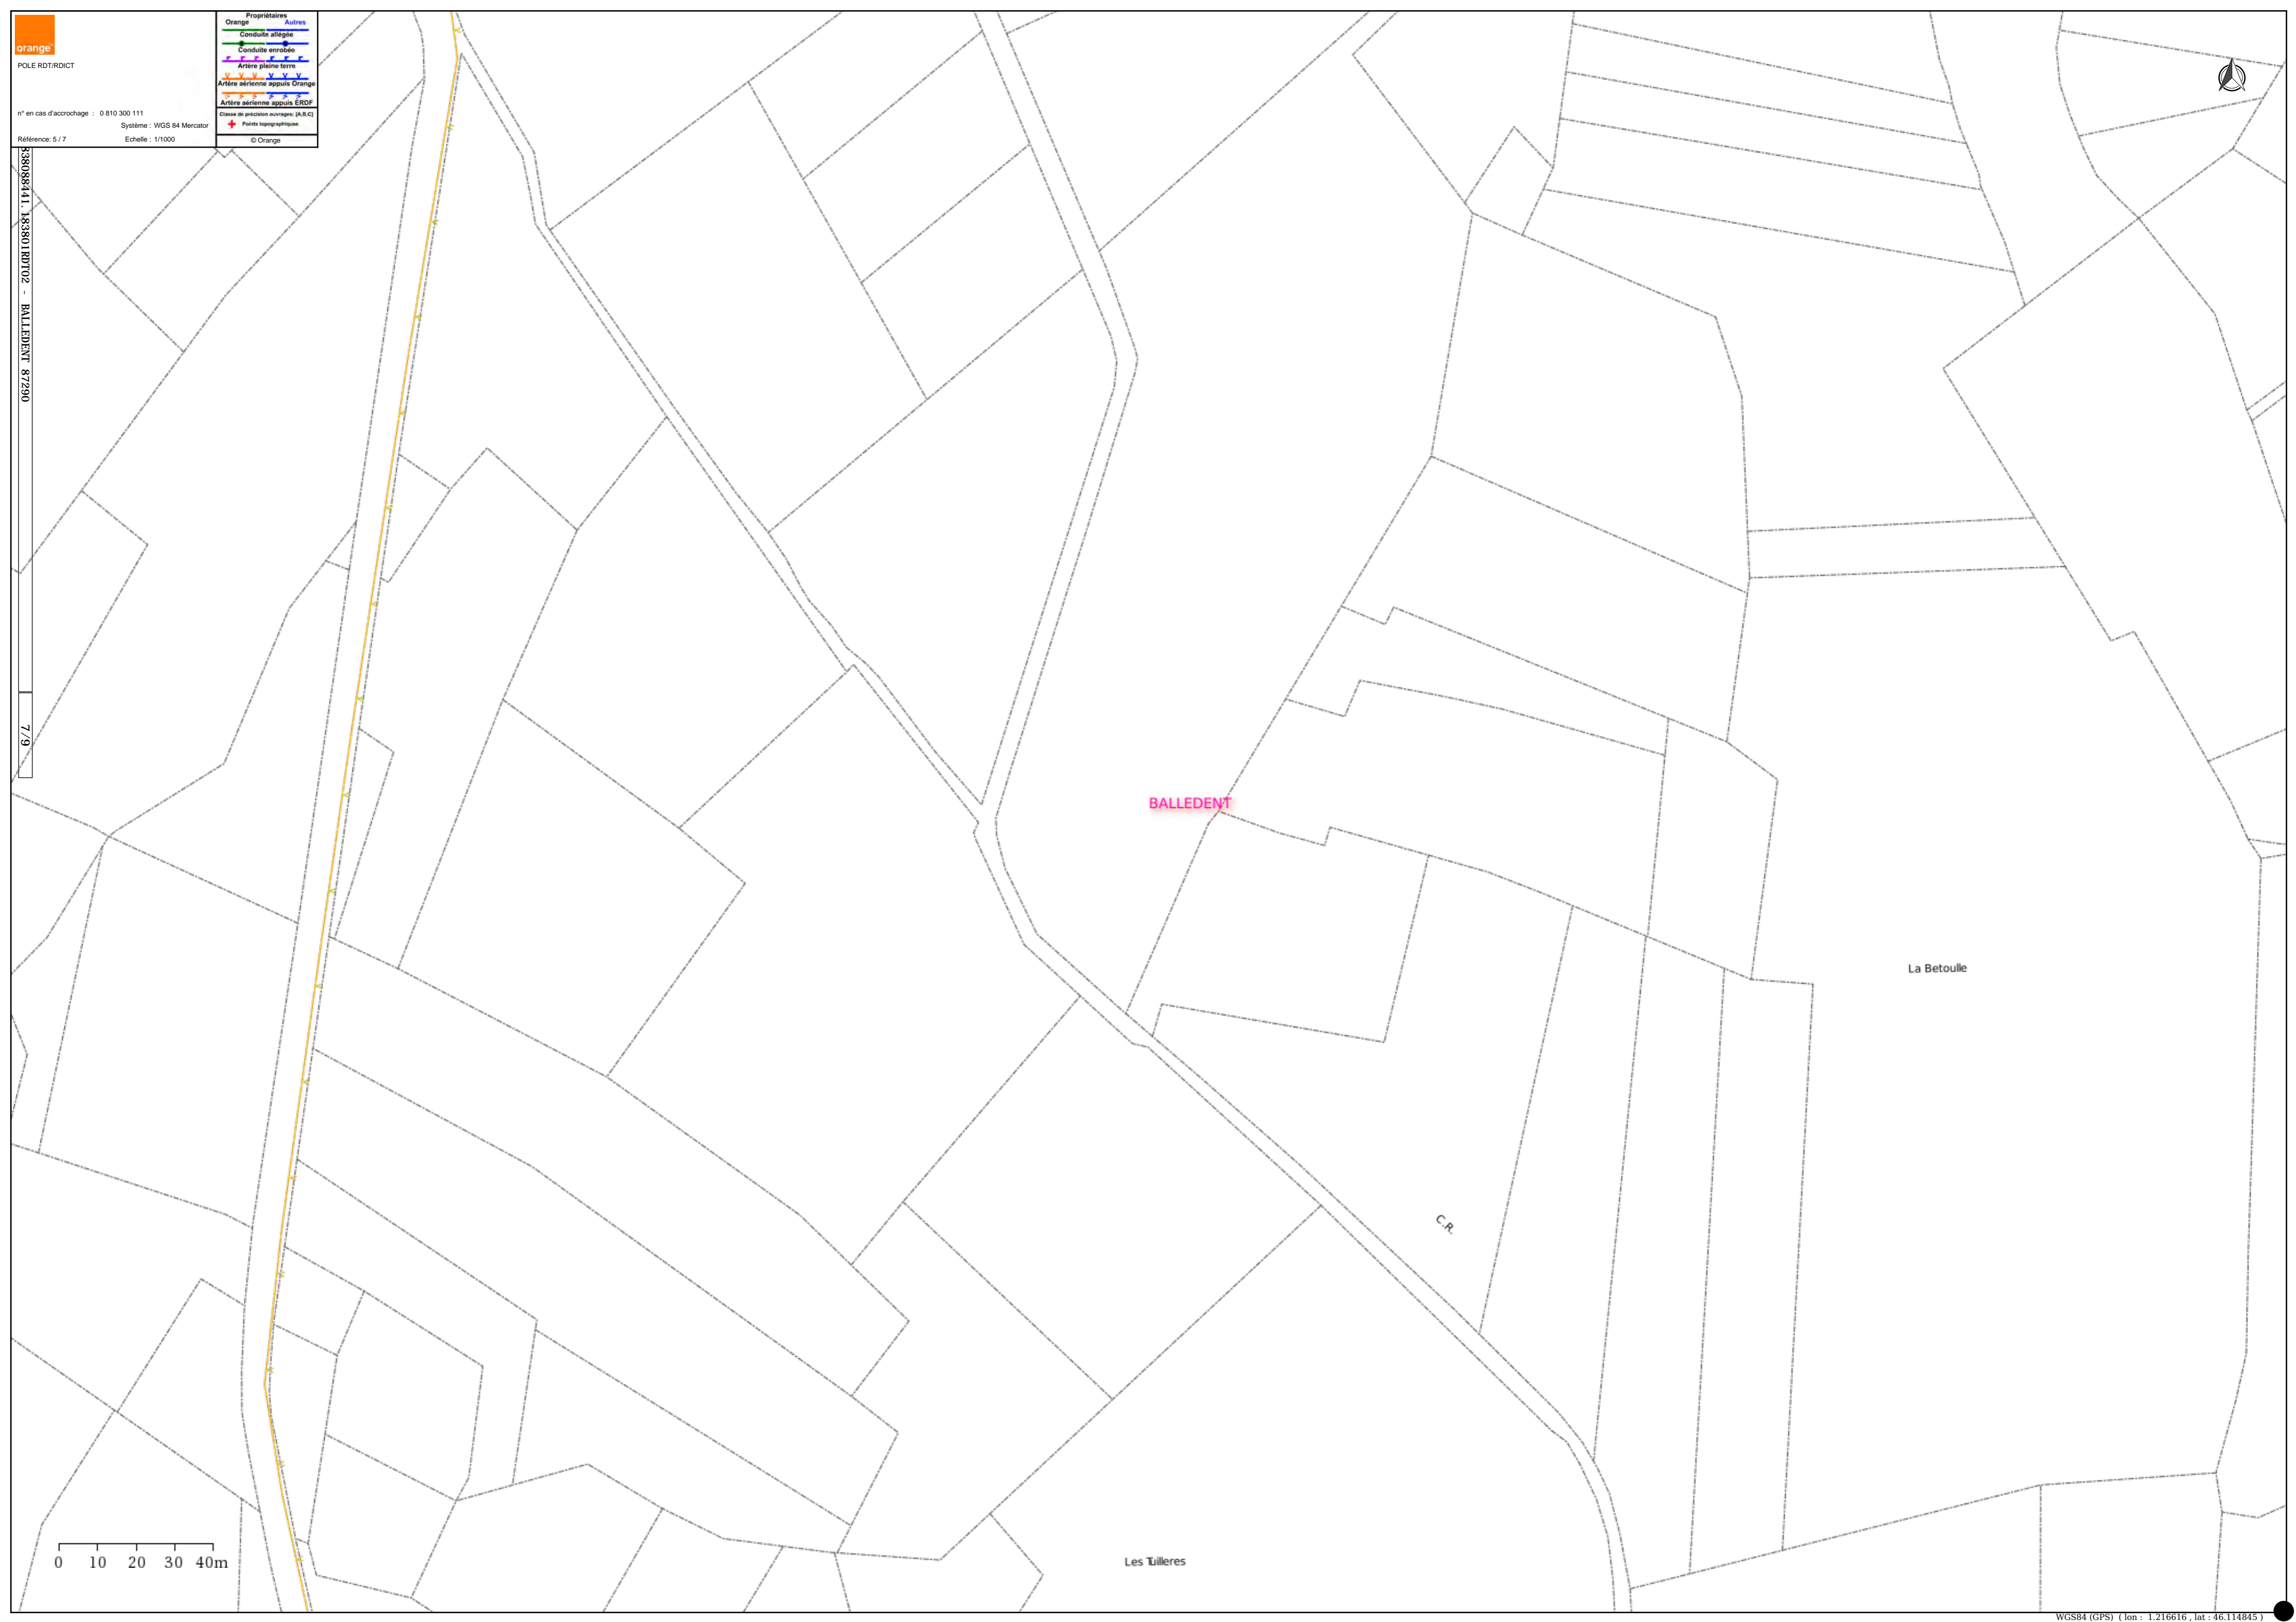 orange™
POLE RDT/RDICT
n° en cas d'accrochage : 0 810 300 111
Système : WGS 84 Mercator
Référence: 5 / 7 Echelle : 1/1000
Propriétaires
Orange Autres
Conduite allégée
Conduite enrobée
Artère pleine terre
Artère aérienne appuis Orange
Artère aérienne appuis ERDF
Classe de précision ouvrages: [A,B,C]
Points topographiques
© Orange
BALLEDENT 87290
7/9
BALLEDENT
La Betoulle
C.R.
Les Tuilleres
0 10 20 30 40m
WGS84 (GPS) ( lon : 1.216616 , lat : 46.114845 )